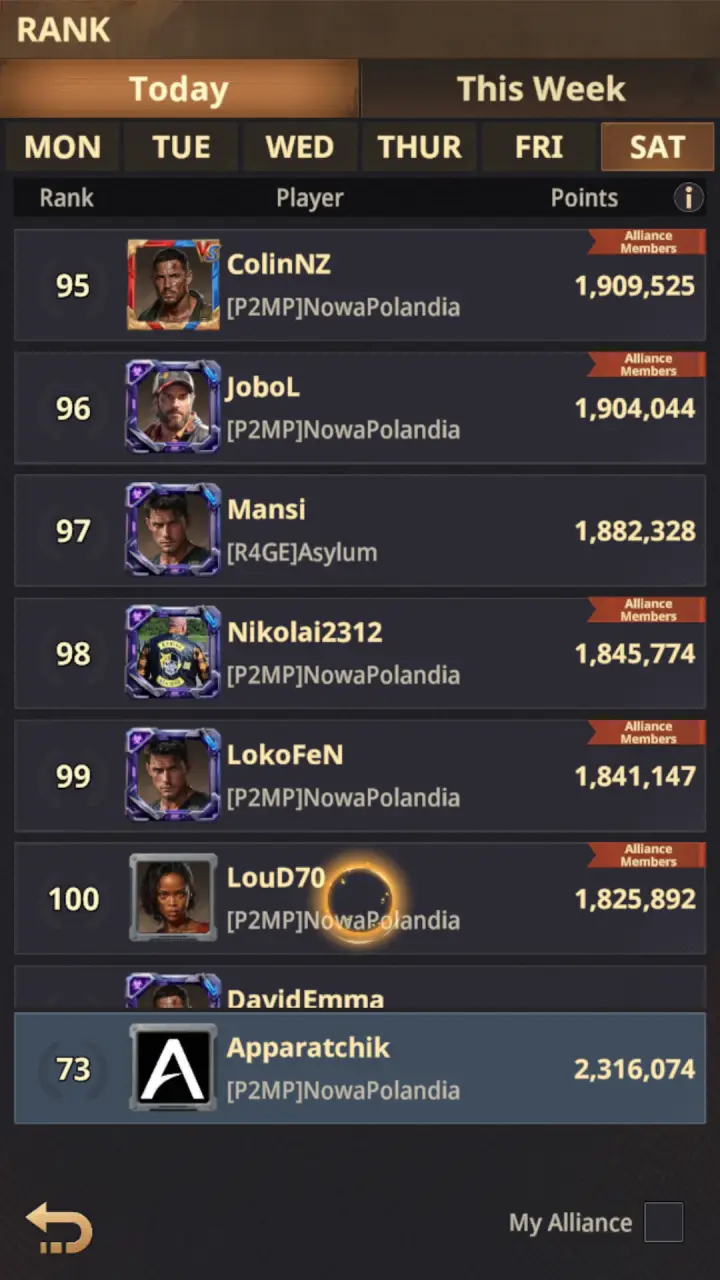 RANK
Today
This Week
MON
TUE
WED
THUR
FRI
SAT
Rank
Player
Points
i
Alliance
Members
95
VS
ColinNZ
[P2MP]NowaPolandia
1,909,525
Alliance
Members
96
JoboL
[P2MP]NowaPolandia
1,904,044
97
Mansi
[R4GE]Asylum
1,882,328
Alliance
Members
98
Nikolai2312
[P2MP]NowaPolandia
1,845,774
Alliance
Members
99
LokoFeN
[P2MP]NowaPolandia
1,841,147
Alliance
Members
100
LouD70
[P2MP]NowaPolandia
1,825,892
DavidEmma
73
A
Apparatchik
[P2MP]NowaPolandia
2,316,074
My Alliance